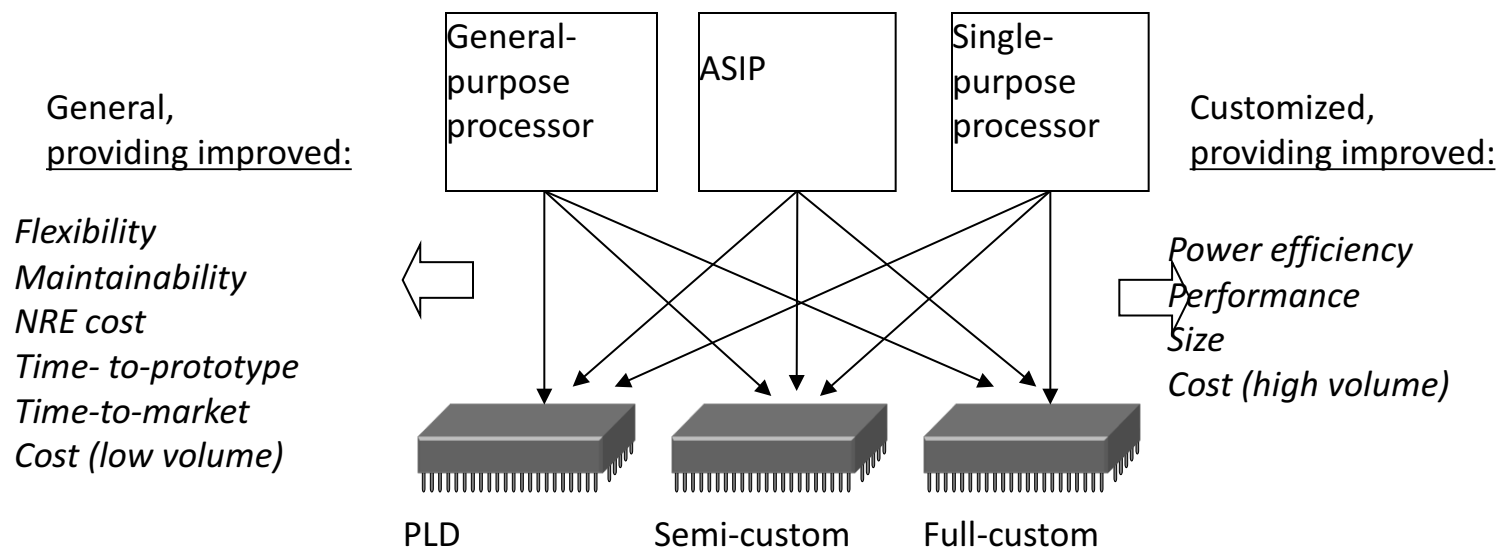 General-
purpose
processor
ASIP
Single-
purpose
processor
General,
providing improved:
Customized,
providing improved:
Flexibility
Maintainability
NRE cost
Time- to-prototype
Time-to-market
Cost (low volume)
Power efficiency
Performance
Size
Cost (high volume)
PLD
Semi-custom
Full-custom